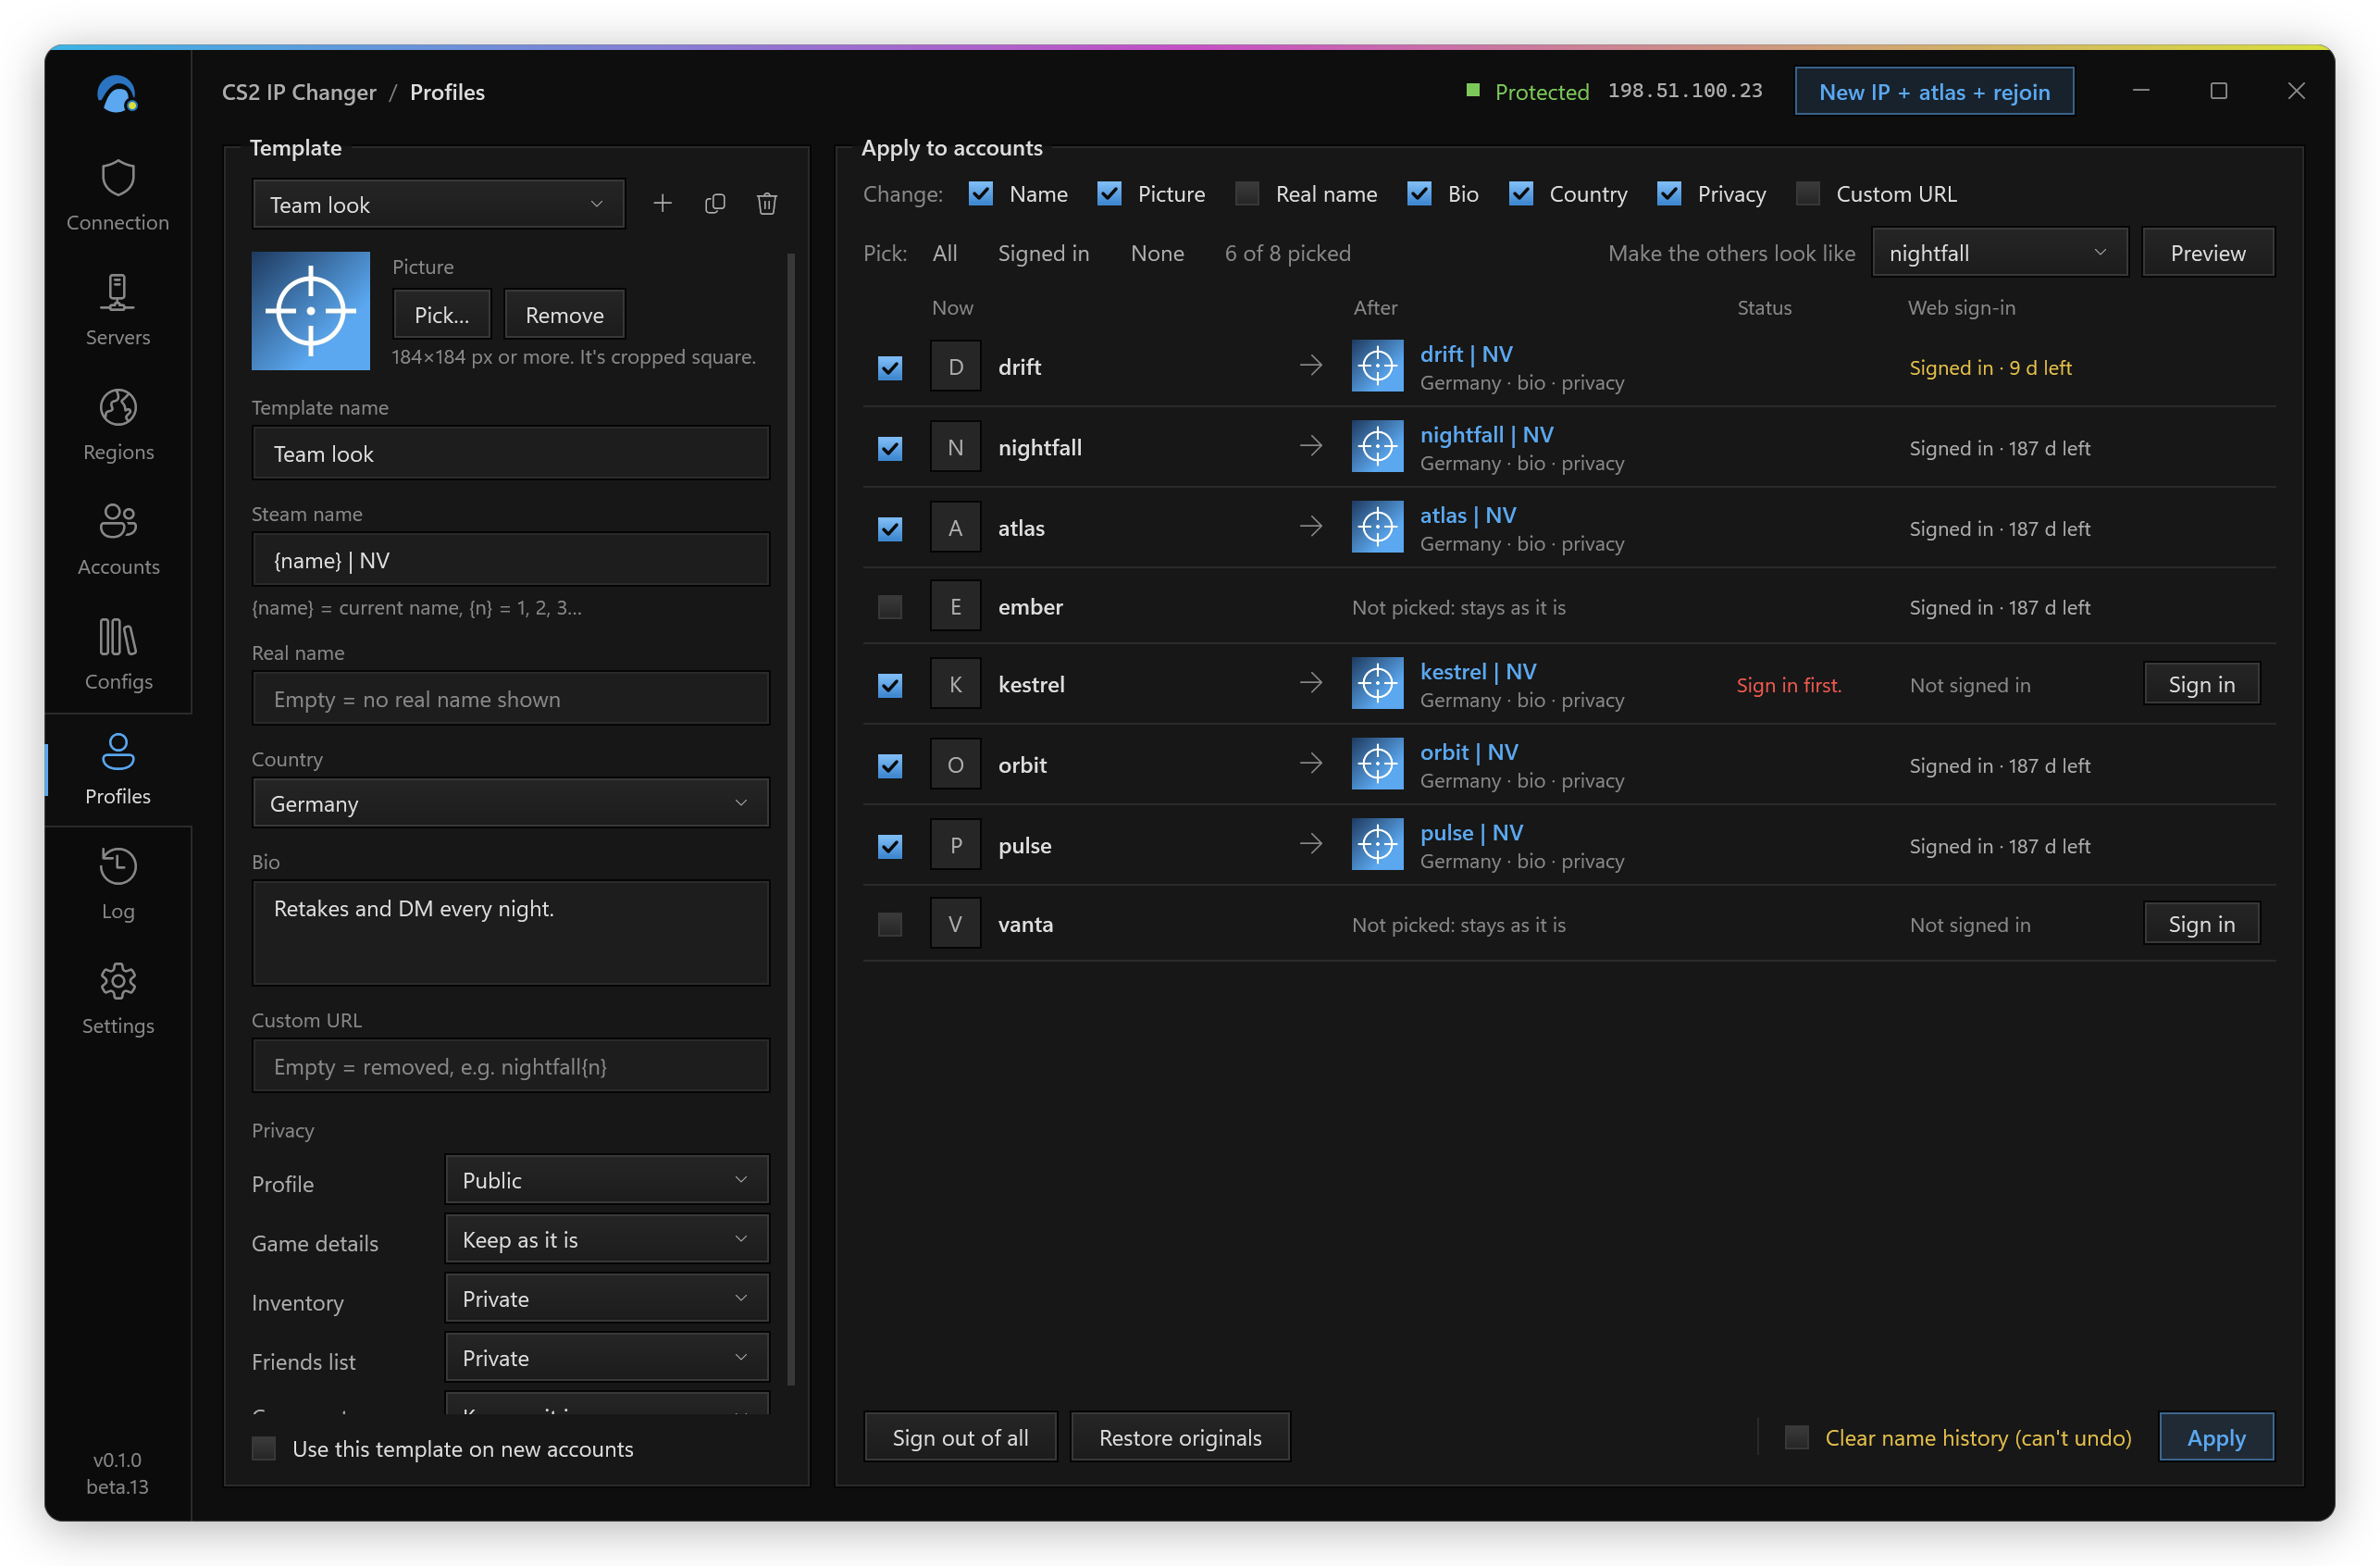 CS2 IP Changer / Profiles
Protected 198.51.100.23
New IP + atlas + rejoin
Connection
Servers
Regions
Accounts
Configs
Profiles
Log
Settings
v0.1.0
beta.13
Template
Team look
Picture
Pick...
Remove
184×184 px or more. It's cropped square.
Template name
Team look
Steam name
{name} | NV
{name} = current name, {n} = 1, 2, 3...
Real name
Empty = no real name shown
Country
Germany
Bio
Retakes and DM every night.
Custom URL
Empty = removed, e.g. nightfall{n}
Privacy
Profile Public
Game details Keep as it is
Inventory Private
Friends list Private
Use this template on new accounts
Apply to accounts
Change: Name Picture Real name Bio Country Privacy Custom URL
Pick: All Signed in None 6 of 8 picked Make the others look like nightfall Preview
Now After Status Web sign-in
D drift drift | NV Signed in · 9 d left
Germany · bio · privacy
N nightfall nightfall | NV Signed in · 187 d left
Germany · bio · privacy
A atlas atlas | NV Signed in · 187 d left
Germany · bio · privacy
E ember Not picked: stays as it is Signed in · 187 d left
K kestrel kestrel | NV Sign in first. Not signed in Sign in
Germany · bio · privacy
O orbit orbit | NV Signed in · 187 d left
Germany · bio · privacy
P pulse pulse | NV Signed in · 187 d left
Germany · bio · privacy
V vanta Not picked: stays as it is Not signed in Sign in
Sign out of all
Restore originals
Clear name history (can't undo)
Apply